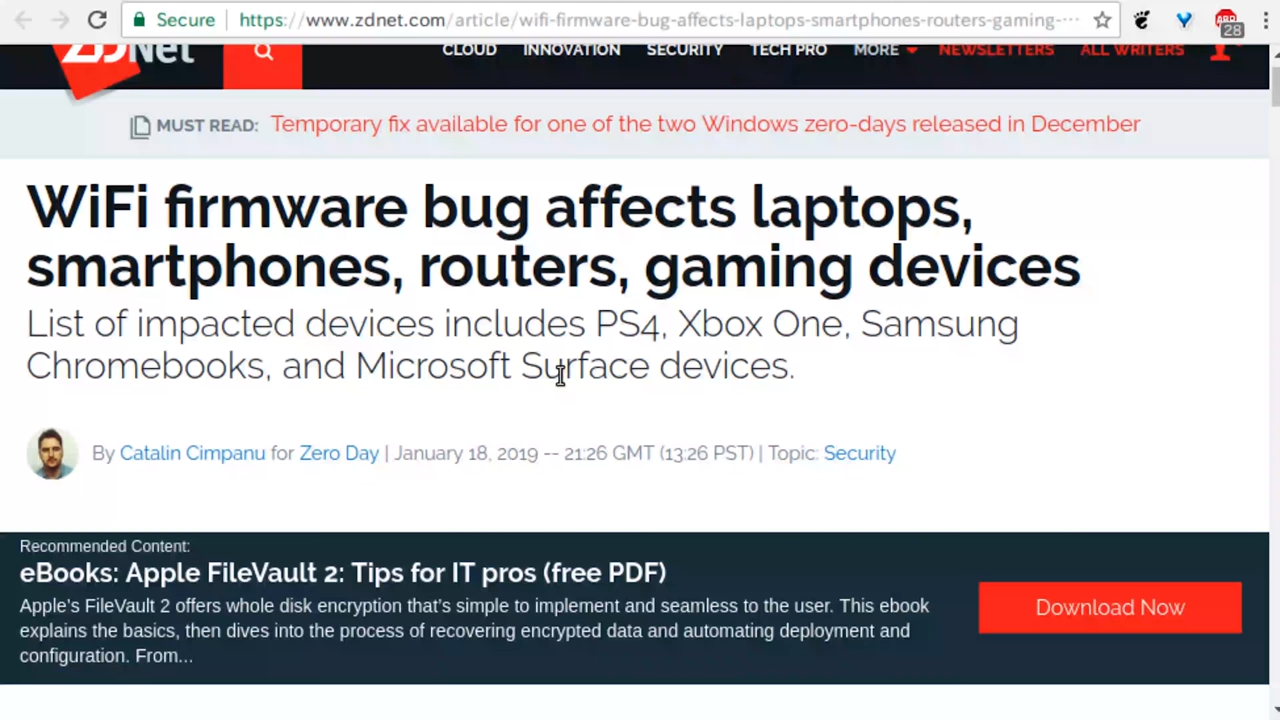 Secure https://www.zdnet.com/article/wifi-firmware-bug-affects-laptops-smartphones-routers-gaming-···
28
ZDNet CLOUD INNOVATION SECURITY TECH PRO MORE NEWSLETTERS ALL WRITERS
MUST READ: Temporary fix available for one of the two Windows zero-days released in December
WiFi firmware bug affects laptops,
smartphones, routers, gaming devices
List of impacted devices includes PS4, Xbox One, Samsung
Chromebooks, and Microsoft Surface devices.
By Catalin Cimpanu for Zero Day | January 18, 2019 -- 21:26 GMT (13:26 PST) | Topic: Security
Recommended Content:
eBooks: Apple FileVault 2: Tips for IT pros (free PDF)
Apple's FileVault 2 offers whole disk encryption that's simple to implement and seamless to the user. This ebook
explains the basics, then dives into the process of recovering encrypted data and automating deployment and
configuration. From...
Download Now